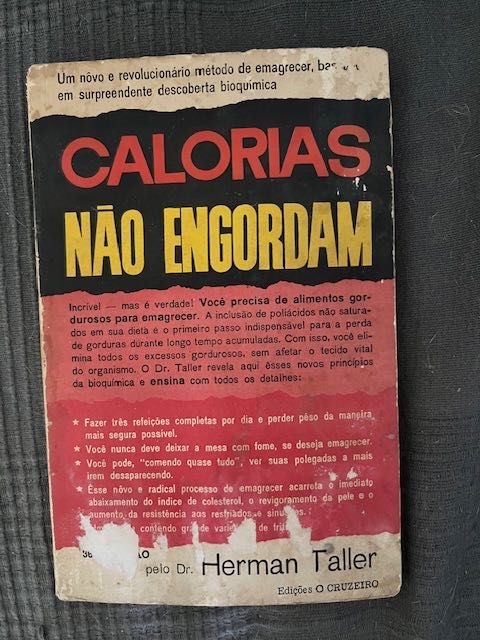 Um nôvo e revolucionário método de emagrecer,
em surpreendente descoberta bioquímica
CALORIAS
NÃO ENGORDAM
Incrível — mas é verdade! Você precisa de alimentos gor-
durosos para emagrecer. A inclusão de poliácidos não satura-
dos em sua dieta é o primeiro passo indispensável para a perda
de gorduras durante longo tempo acumuladas. Com isso, você eli-
mina todos os excessos gordurosos, sem afetar o tecido vital
do organismo. O Dr. Taller revela aqui êsses novos princípios
da bioquímica e ensina com todos os detalhes:
★ Fazer três refeições completas por dia e perder pêso da maneira
mais segura possível.
★ Você nunca deve deixar a mesa com fome, se deseja emagrecer.
★ Você pode, "comendo quase tudo", ver suas polegadas a mais
irem desaparecendo.
★ Êsse nôvo e radical processo de emagrecer acarreta o imediato
abaixamento do índice de colesterol, o revigoramento da pele e o
aumento da resistência aos resfriados e
contendo de
pelo Dr. Herman Taller
Edições O CRUZEIRO